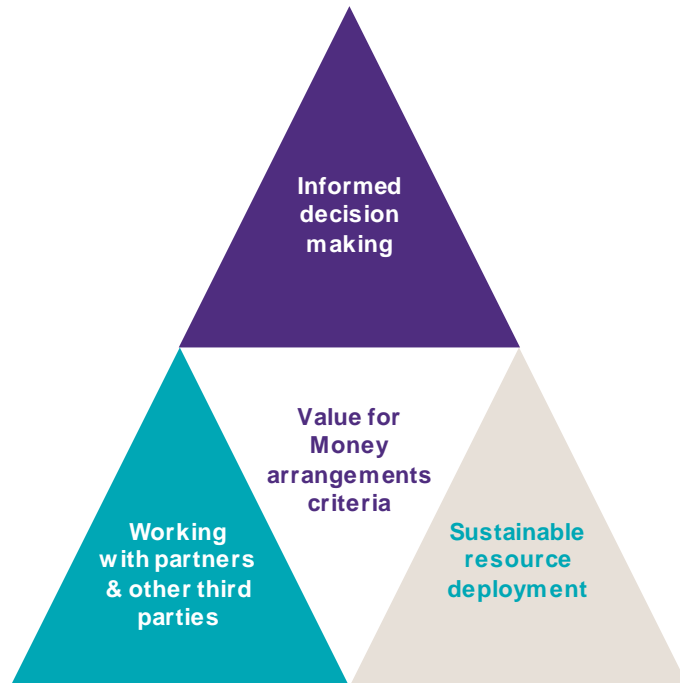 Informed
decision
making
Value for
Money
arrangements
criteria
Working
with partners
& other third
parties
Sustainable
resource
deployment